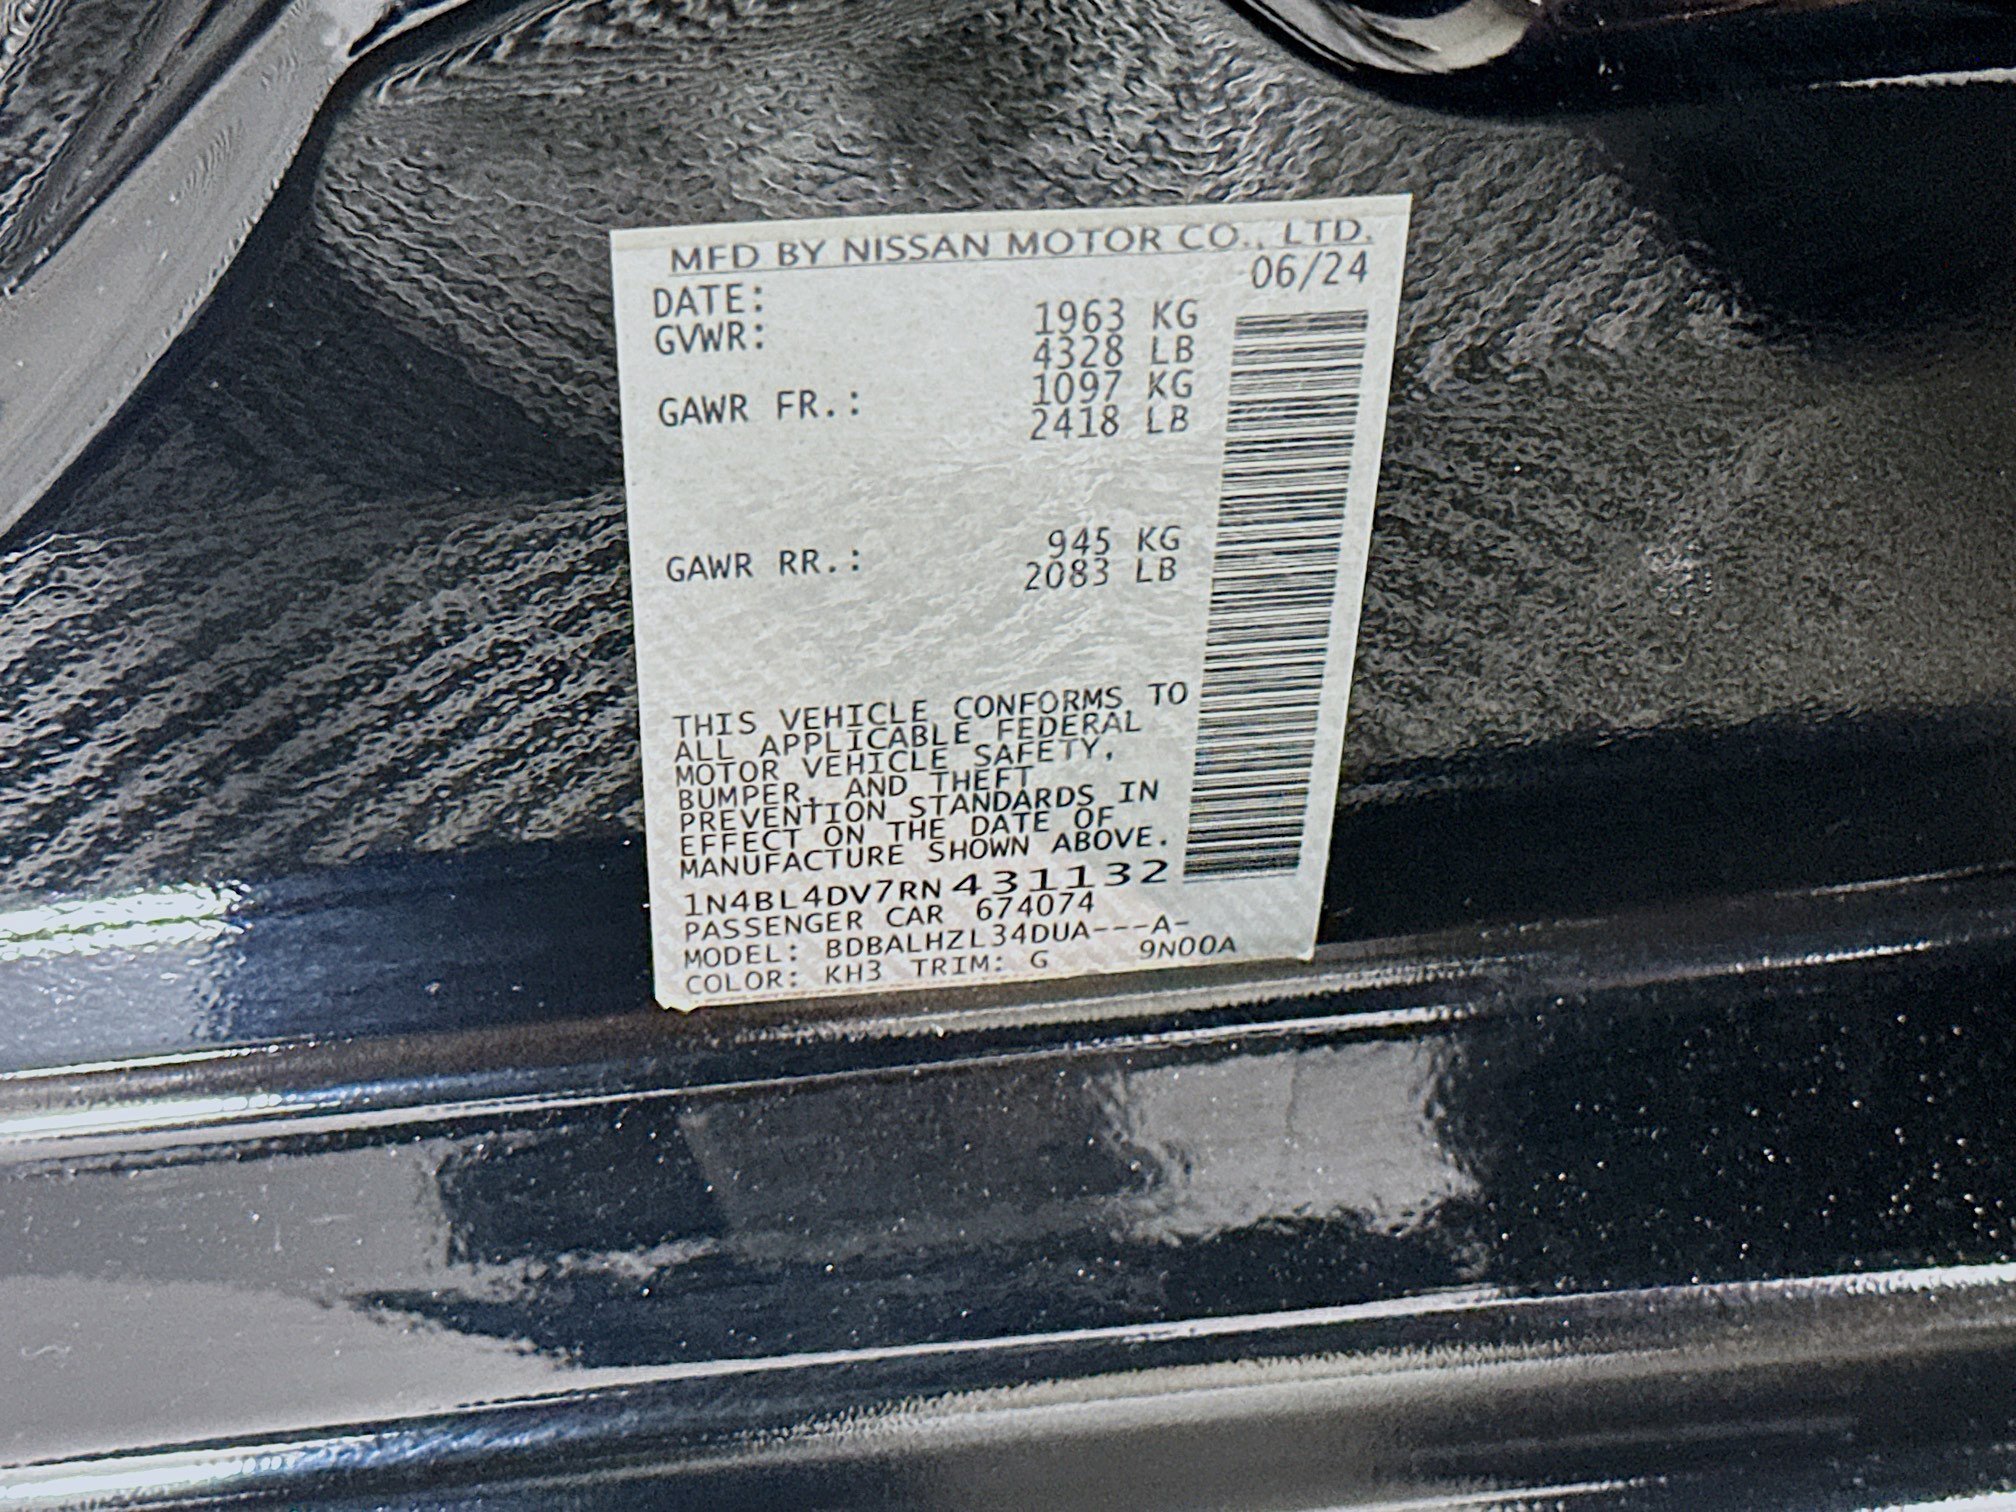 MFD BY NISSAN MOTOR CO., LTD.
DATE: 06/24
GVWR: 1963 KG
4328 LB
GAWR FR.: 1097 KG
2418 LB
GAWR RR.: 945 KG
2083 LB
THIS VEHICLE CONFORMS TO
ALL APPLICABLE FEDERAL
MOTOR VEHICLE SAFETY,
BUMPER, AND THEFT
PREVENTION STANDARDS IN
EFFECT ON THE DATE OF
MANUFACTURE SHOWN ABOVE.
1N4BL4DV7RN431132
PASSENGER CAR 674074
MODEL: BDBALHZL34DUA---A-
COLOR: KH3 TRIM: G 9N00A